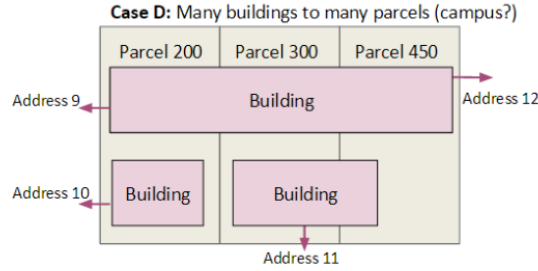 Case D: Many buildings to many parcels (campus?)
Parcel 200
Parcel 300
Parcel 450
Address 9
Building
Address 12
Address 10
Building
Building
Address 11